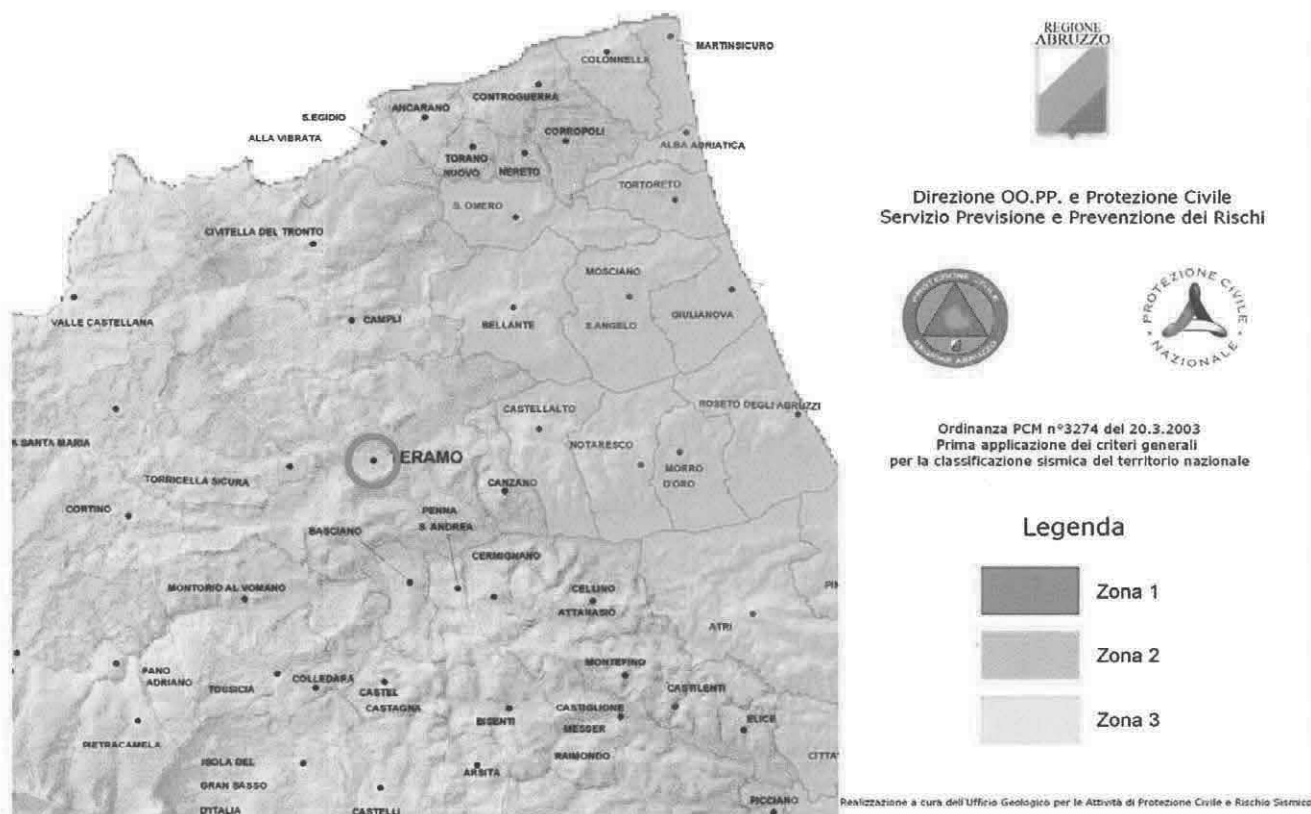 REGIONE
ABRUZZO
MARTINSICURO
COLONNELLA
CONTROGUERRA
ANCARANO
S.EGIDIO
ALLA VIBRATA
CORROPOLI
ALBA ADRIATICA
TORANO
NUOVO
NERETO
TORTORETO
S. OMERO
CIVITELLA DEL TRONTO
MOSCIANO
S.ANGELO
GIULIANOVA
VALLE CASTELLANA
CAMPLI
BELLANTE
CASTELLALTO
ROSETO DEGLI ABRUZZI
A SANTA MARIA
ERAMO
NOTARESCO
MORRO
D'ORO
TORRICELLA SICURA
CANZANO
CORTINO
PENNA
S. ANDREA
BASCIANO
CERMIGNANO
MONTORIO AL VOMANO
CELLINO
ATTANASIO
ATRI
PIN
FANO
ADRIANO
TOSSICIA
COLLEDARA
CASTEL
CASTAGNA
MONTEFINO
CASTILENTI
BISENTI
CASTIGLIONE
MESSER
RAIMONDO
ELICE
PIETRACAMELA
ISOLA DEL
GRAN SASSO
D'ITALIA
ARSITA
CITTA'
CASTELLI
PICCIANO
Direzione OO.PP. e Protezione Civile
Servizio Previsione e Prevenzione dei Rischi
PROTEZIONE CIVILE
REGIONE ABRUZZO
PROTEZIONE CIVILE
NAZIONALE
Ordinanza PCM n°3274 del 20.3.2003
Prima applicazione dei criteri generali
per la classificazione sismica del territorio nazionale
Legenda
Zona 1
Zona 2
Zona 3
Realizzazione a cura dell'Ufficio Geologico per le Attività di Protezione Civile e Rischio Sismico